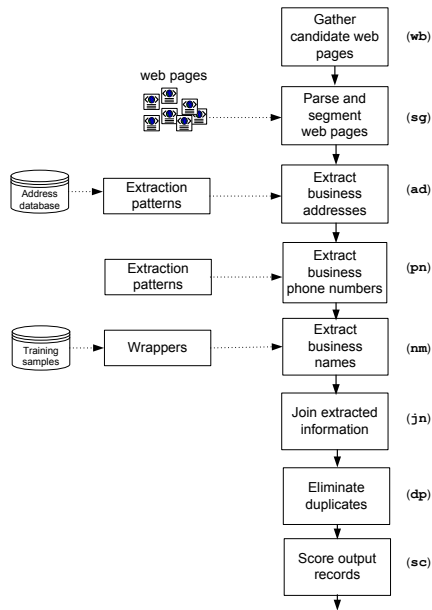 Gather
candidate web
pages
(wb)
web pages
Parse and
segment
web pages
(sg)
Address
database
Extraction
patterns
Extract
business
addresses
(ad)
Extraction
patterns
Extract
business
phone numbers
(pn)
Training
samples
Wrappers
Extract
business
names
(nm)
Join extracted
information
(jn)
Eliminate
duplicates
(dp)
Score output
records
(sc)